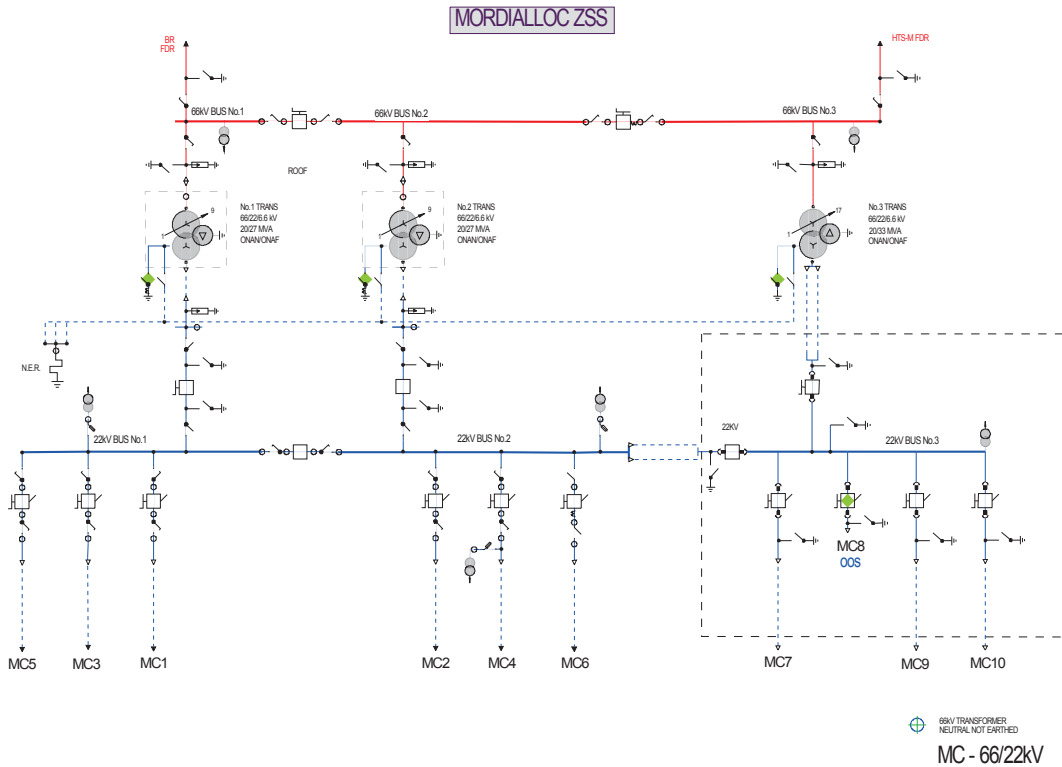 MORDIALLOC ZSS
BR
FDR
HTS-M FDR
66kV BUS No.1
66kV BUS No.2
66kV BUS No.3
ROOF
No.1 TRANS
66/22/6.6 kV
20/27 MVA
ONAN/ONAF
9
1
No.2 TRANS
66/22/6.6 kV
20/27 MVA
ONAN/ONAF
9
1
No.3 TRANS
66/22/6.6 kV
20/33 MVA
ONAN/ONAF
17
1
N.E.R.
22kV BUS No.1
22kV BUS No.2
22KV
22kV BUS No.3
MC8
OOS
MC5
MC3
MC1
MC2
MC4
MC6
MC7
MC9
MC10
66kV TRANSFORMER
NEUTRAL NOT EARTHED
MC - 66/22kV